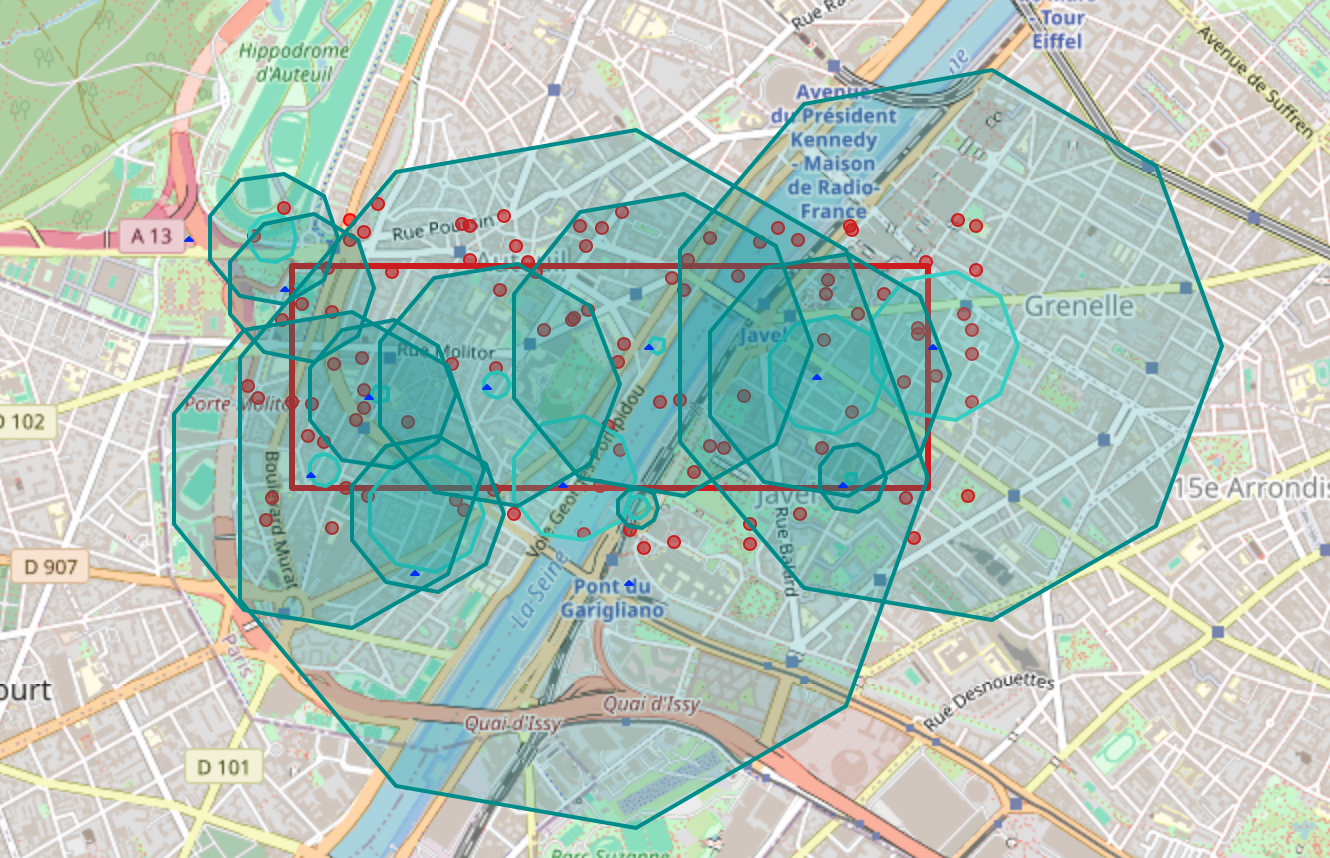 Tour
Eiffel
Avenue de Suffren
Hippodrome
d'Auteuil
Rue Ra
Avenue
du Président
Kennedy
- Maison
de Radio-
France
A 13
Rue Poussin
Auteuil
Grenelle
Javel
Rue Molitor
Porte Molitor
D 102
Boulevard Murat
Voie Georges Pompidou
Javel
Rue Balard
15e Arrondis
D 907
La Seine
Pont du
Garigliano
Paris
ourt
Quai d'Issy
Quai-d'Issy
Rue Desnouettes
D 101
Parc Suzanne